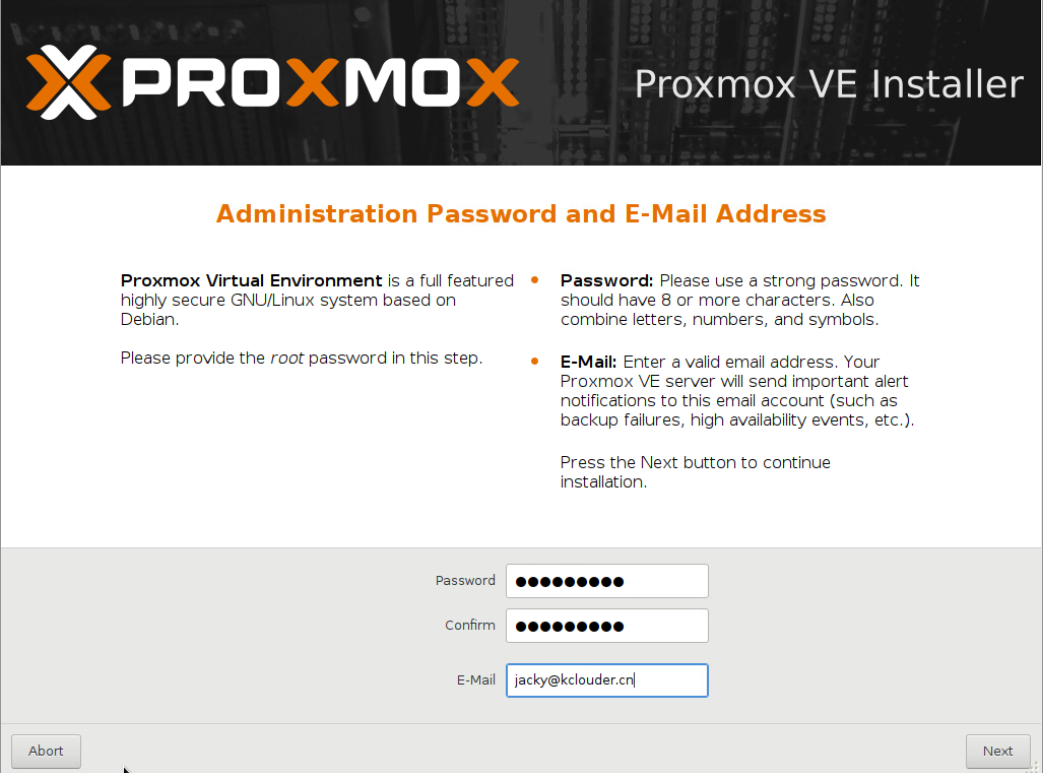 PROXMOX
Proxmox VE Installer
Administration Password and E-Mail Address
Proxmox Virtual Environment is a full featured
highly secure GNU/Linux system based on
Debian.
Please provide the root password in this step.
Password: Please use a strong password. It
should have 8 or more characters. Also
combine letters, numbers, and symbols.
E-Mail: Enter a valid email address. Your
Proxmox VE server will send important alert
notifications to this email account (such as
backup failures, high availability events, etc.).
Press the Next button to continue
installation.
Password ●●●●●●●●●
Confirm ●●●●●●●●●
E-Mail jacky@kclouder.cn
Abort
Next